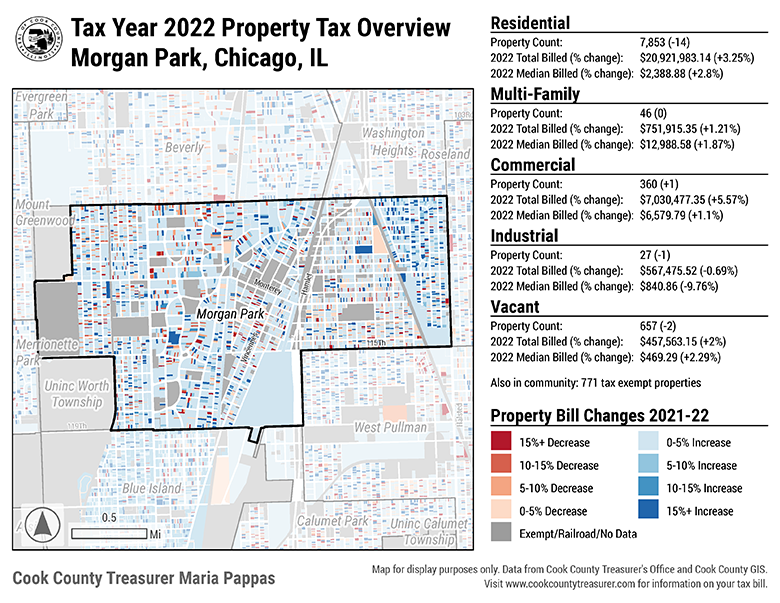 Tax Year 2022 Property Tax Overview
Morgan Park, Chicago, IL
Evergreen
Park
Beverly
103Rd
Washington
Heights
Roseland
Mount
Greenwood
Monterey
Halsted
Morgan Park
Vincennes
115Th
Merrionette
Park
Uninc Worth
Township
119Th
West Pullman
Halsted
Blue Island
Calumet Park
Uninc Calumet
Township
A
0.5
Mi
Residential
Property Count: 7,853 (-14)
2022 Total Billed (% change): $20,921,983.14 (+3.25%)
2022 Median Billed (% change): $2,388.88 (+2.8%)
Multi-Family
Property Count: 46 (0)
2022 Total Billed (% change): $751,915.35 (+1.21%)
2022 Median Billed (% change): $12,988.58 (+1.87%)
Commercial
Property Count: 360 (+1)
2022 Total Billed (% change): $7,030,477.35 (+5.57%)
2022 Median Billed (% change): $6,579.79 (+1.1%)
Industrial
Property Count: 27 (-1)
2022 Total Billed (% change): $567,475.52 (-0.69%)
2022 Median Billed (% change): $840.86 (-9.76%)
Vacant
Property Count: 657 (-2)
2022 Total Billed (% change): $457,563.15 (+2%)
2022 Median Billed (% change): $469.29 (+2.29%)
Also in community: 771 tax exempt properties
Property Bill Changes 2021-22
15%+ Decrease
10-15% Decrease
5-10% Decrease
0-5% Decrease
Exempt/Railroad/No Data
0-5% Increase
5-10% Increase
10-15% Increase
15%+ Increase
Cook County Treasurer Maria Pappas
Map for display purposes only. Data from Cook County Treasurer's Office and Cook County GIS.
Visit www.cookcountytreasurer.com for information on your tax bill.